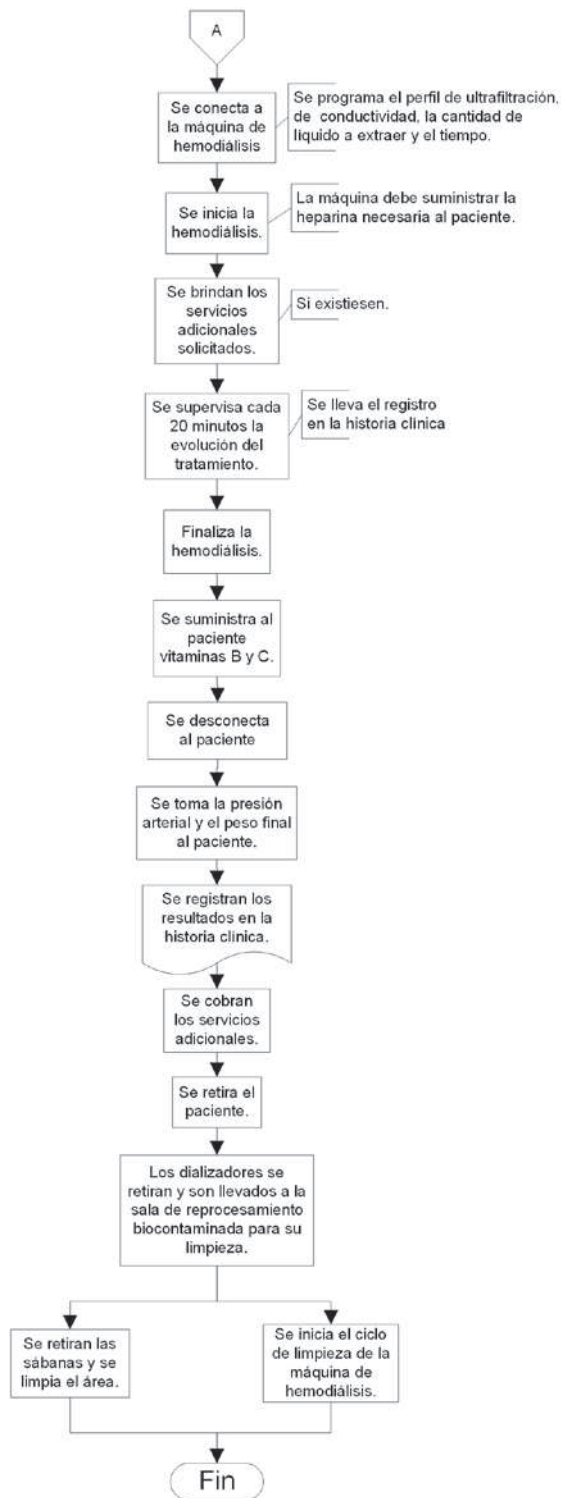 A
Se conecta a
la máquina de
hemodiálisis
Se programa el perfil de ultrafiltración,
de conductividad, la cantidad de
líquido a extraer y el tiempo.
Se inicia la
hemodiálisis.
La máquina debe suministrar la
heparina necesaria al paciente.
Se brindan los
servicios
adicionales
solicitados.
Si existiesen.
Se supervisa cada
20 minutos la
evolución del
tratamiento.
Se lleva el registro
en la historia clínica
Finaliza la
hemodiálisis.
Se suministra al
paciente
vitaminas B y C.
Se desconecta
al paciente
Se toma la presión
arterial y el peso final
al paciente.
Se registran los
resultados en la
historia clínica.
Se cobran
los servicios
adicionales.
Se retira el
paciente.
Los dializadores se
retiran y son llevados a la
sala de reprocesamiento
biocontaminada para su
limpieza.
Se retiran las
sábanas y se
limpia el área.
Se inicia el ciclo
de limpieza de la
máquina de
hemodiálisis.
Fin